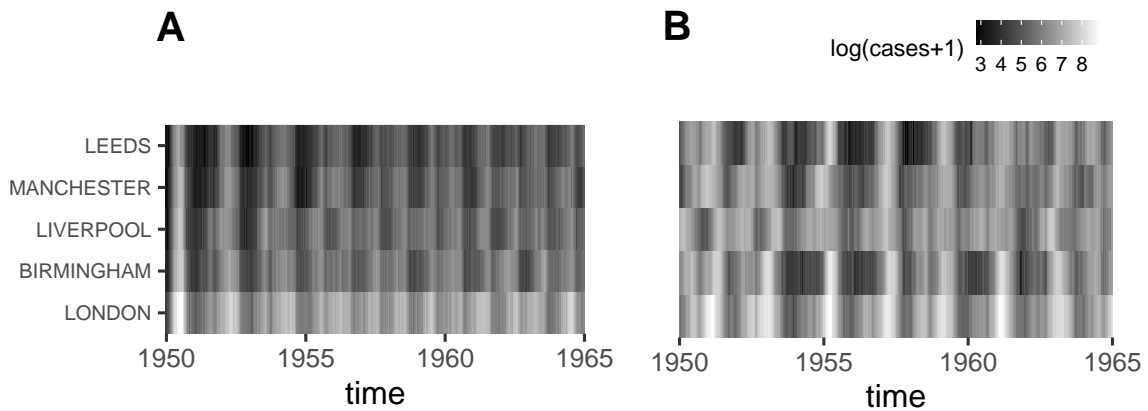 A
B
log(cases+1)
3 4 5 6 7 8
LEEDS
MANCHESTER
LIVERPOOL
BIRMINGHAM
LONDON
1950 1955 1960 1965
time
1950 1955 1960 1965
time